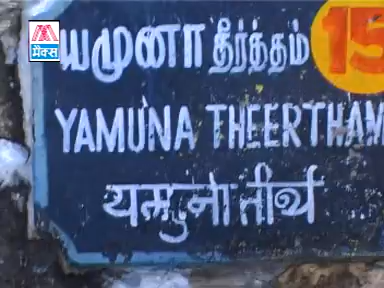 மேக்ஸ்
யமுனா தீர்த்தம் 15
YAMUNA THEERTHAM
यमुना तीर्थ